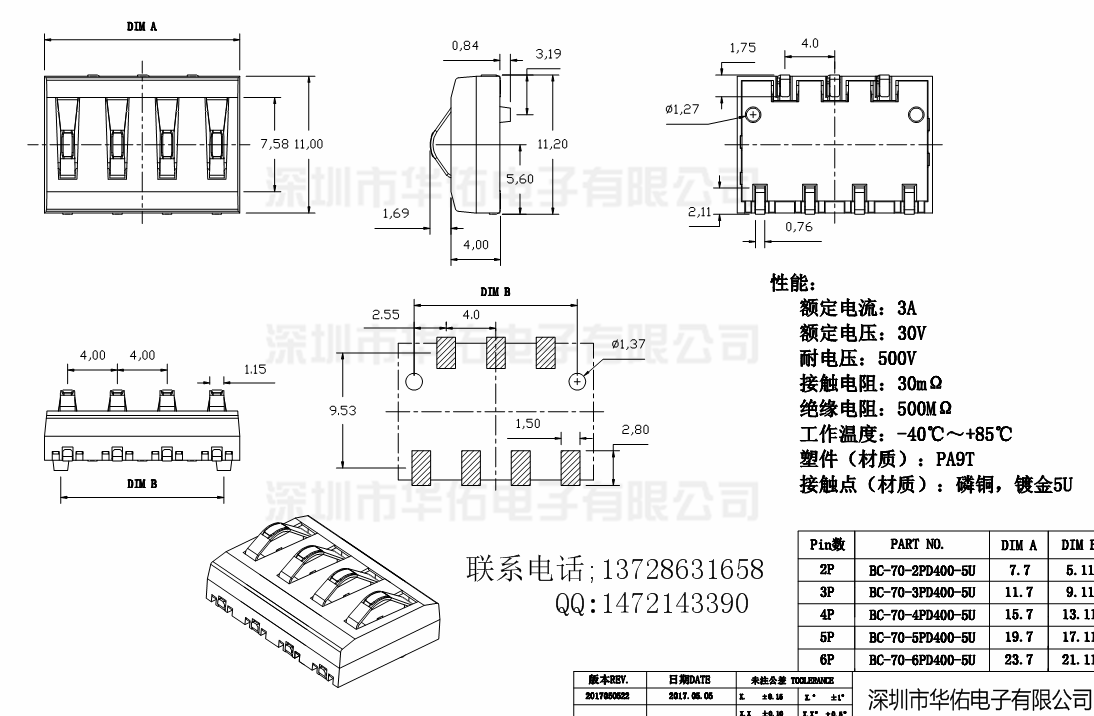 DIM A
7,58
11,00
0,84
3,19
11,20
5,60
1,69
4,00
1,75
4.0
ø1,27
2,11
0,76
深圳市华佑电子有限公司
4,00
4,00
1.15
DIM B
DIM B
2.55
4.0
ø1,37
9.53
1,50
2,80
深圳市华佑电子有限公司
深圳市华佑电子有限公司
性能:
额定电流: 3A
额定电压: 30V
耐电压: 500V
接触电阻: 30mΩ
绝缘电阻: 500MΩ
工作温度: -40℃～+85℃
塑件（材质）: PA9T
接触点（材质）: 磷铜, 镀金5U
联系电话;13728631658
QQ:1472143390
Pin数 PART NO. DIM A DIM
2P BC-70-2PD400-5U 7.7 5.11
3P BC-70-3PD400-5U 11.7 9.11
4P BC-70-4PD400-5U 15.7 13.11
5P BC-70-5PD400-5U 19.7 17.11
6P BC-70-6PD400-5U 23.7 21.11
版本REV. 日期DATE 未注公差 TOOLERANCE
2017050522 2017.05.05 X. ±0.15 X.° ±1°
深圳市华佑电子有限公司